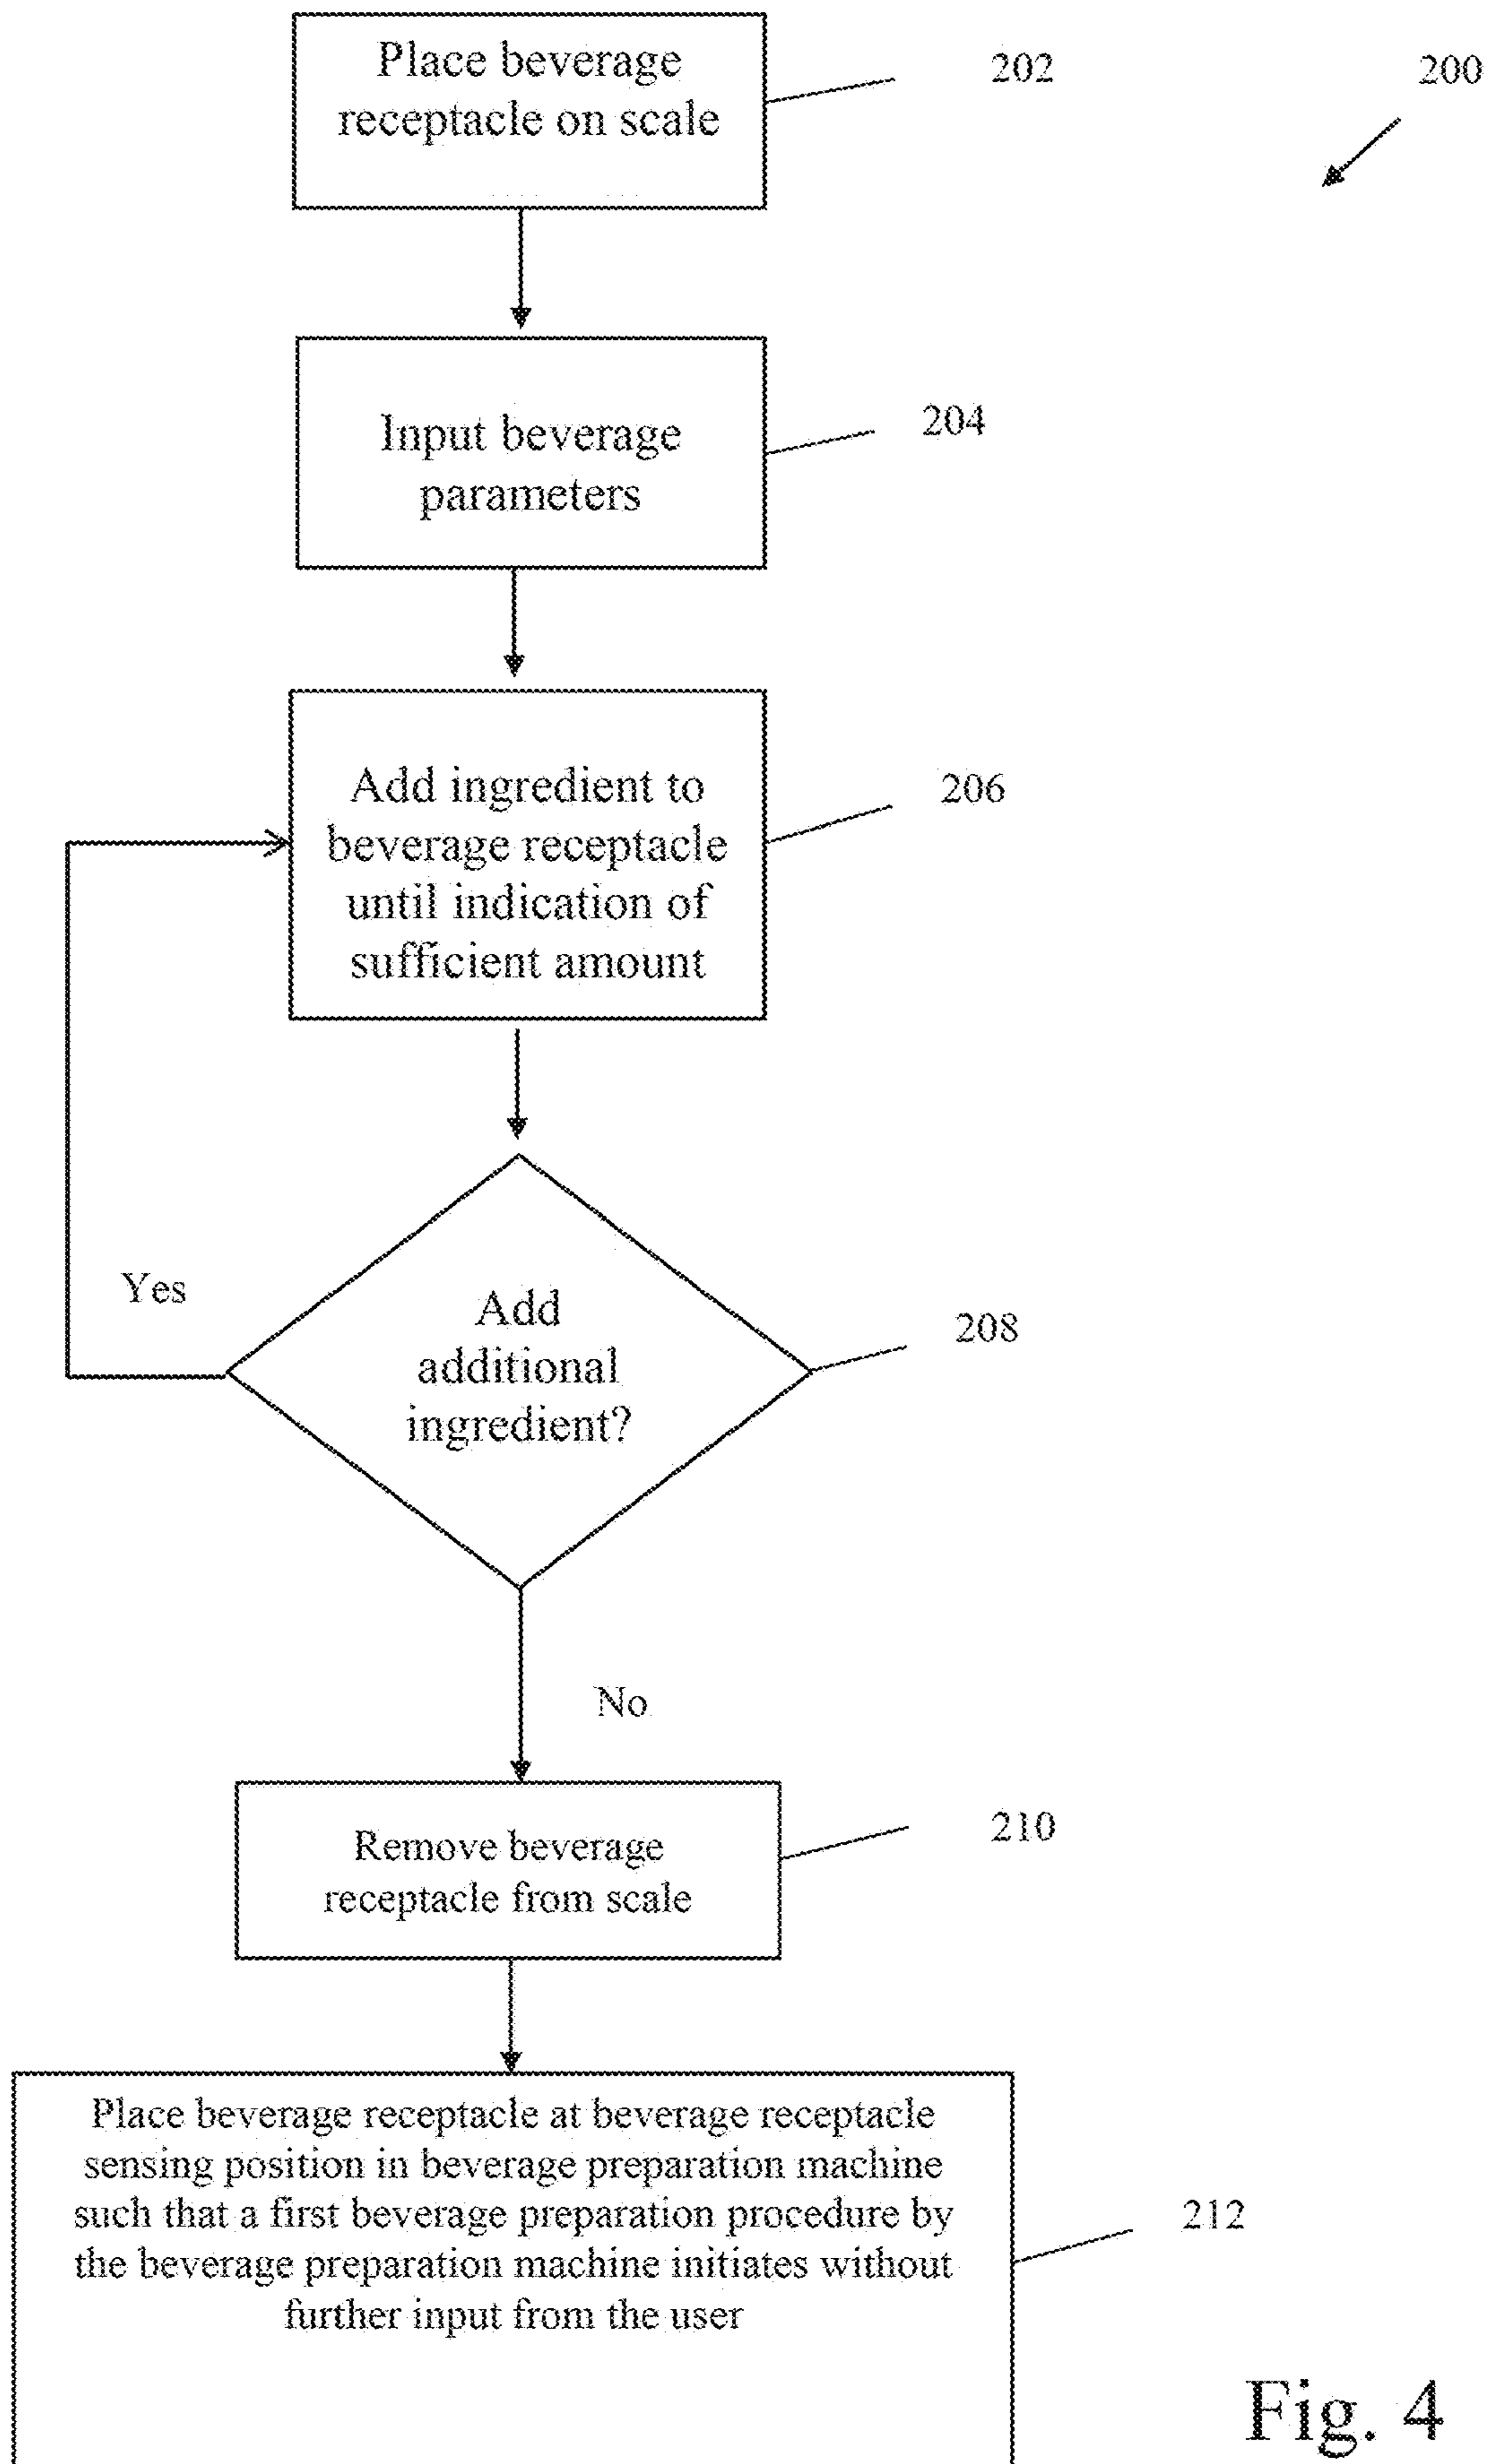 Place beverage
receptacle on scale
202
200
Input beverage
parameters
204
Add ingredient to
beverage receptacle
until indication of
sufficient amount
206
Yes
Add
additional
ingredient?
208
No
Remove beverage
receptacle from scale
210
Place beverage receptacle at beverage receptacle
sensing position in beverage preparation machine
such that a first beverage preparation procedure by
the beverage preparation machine initiates without
further input from the user
212
Fig. 4